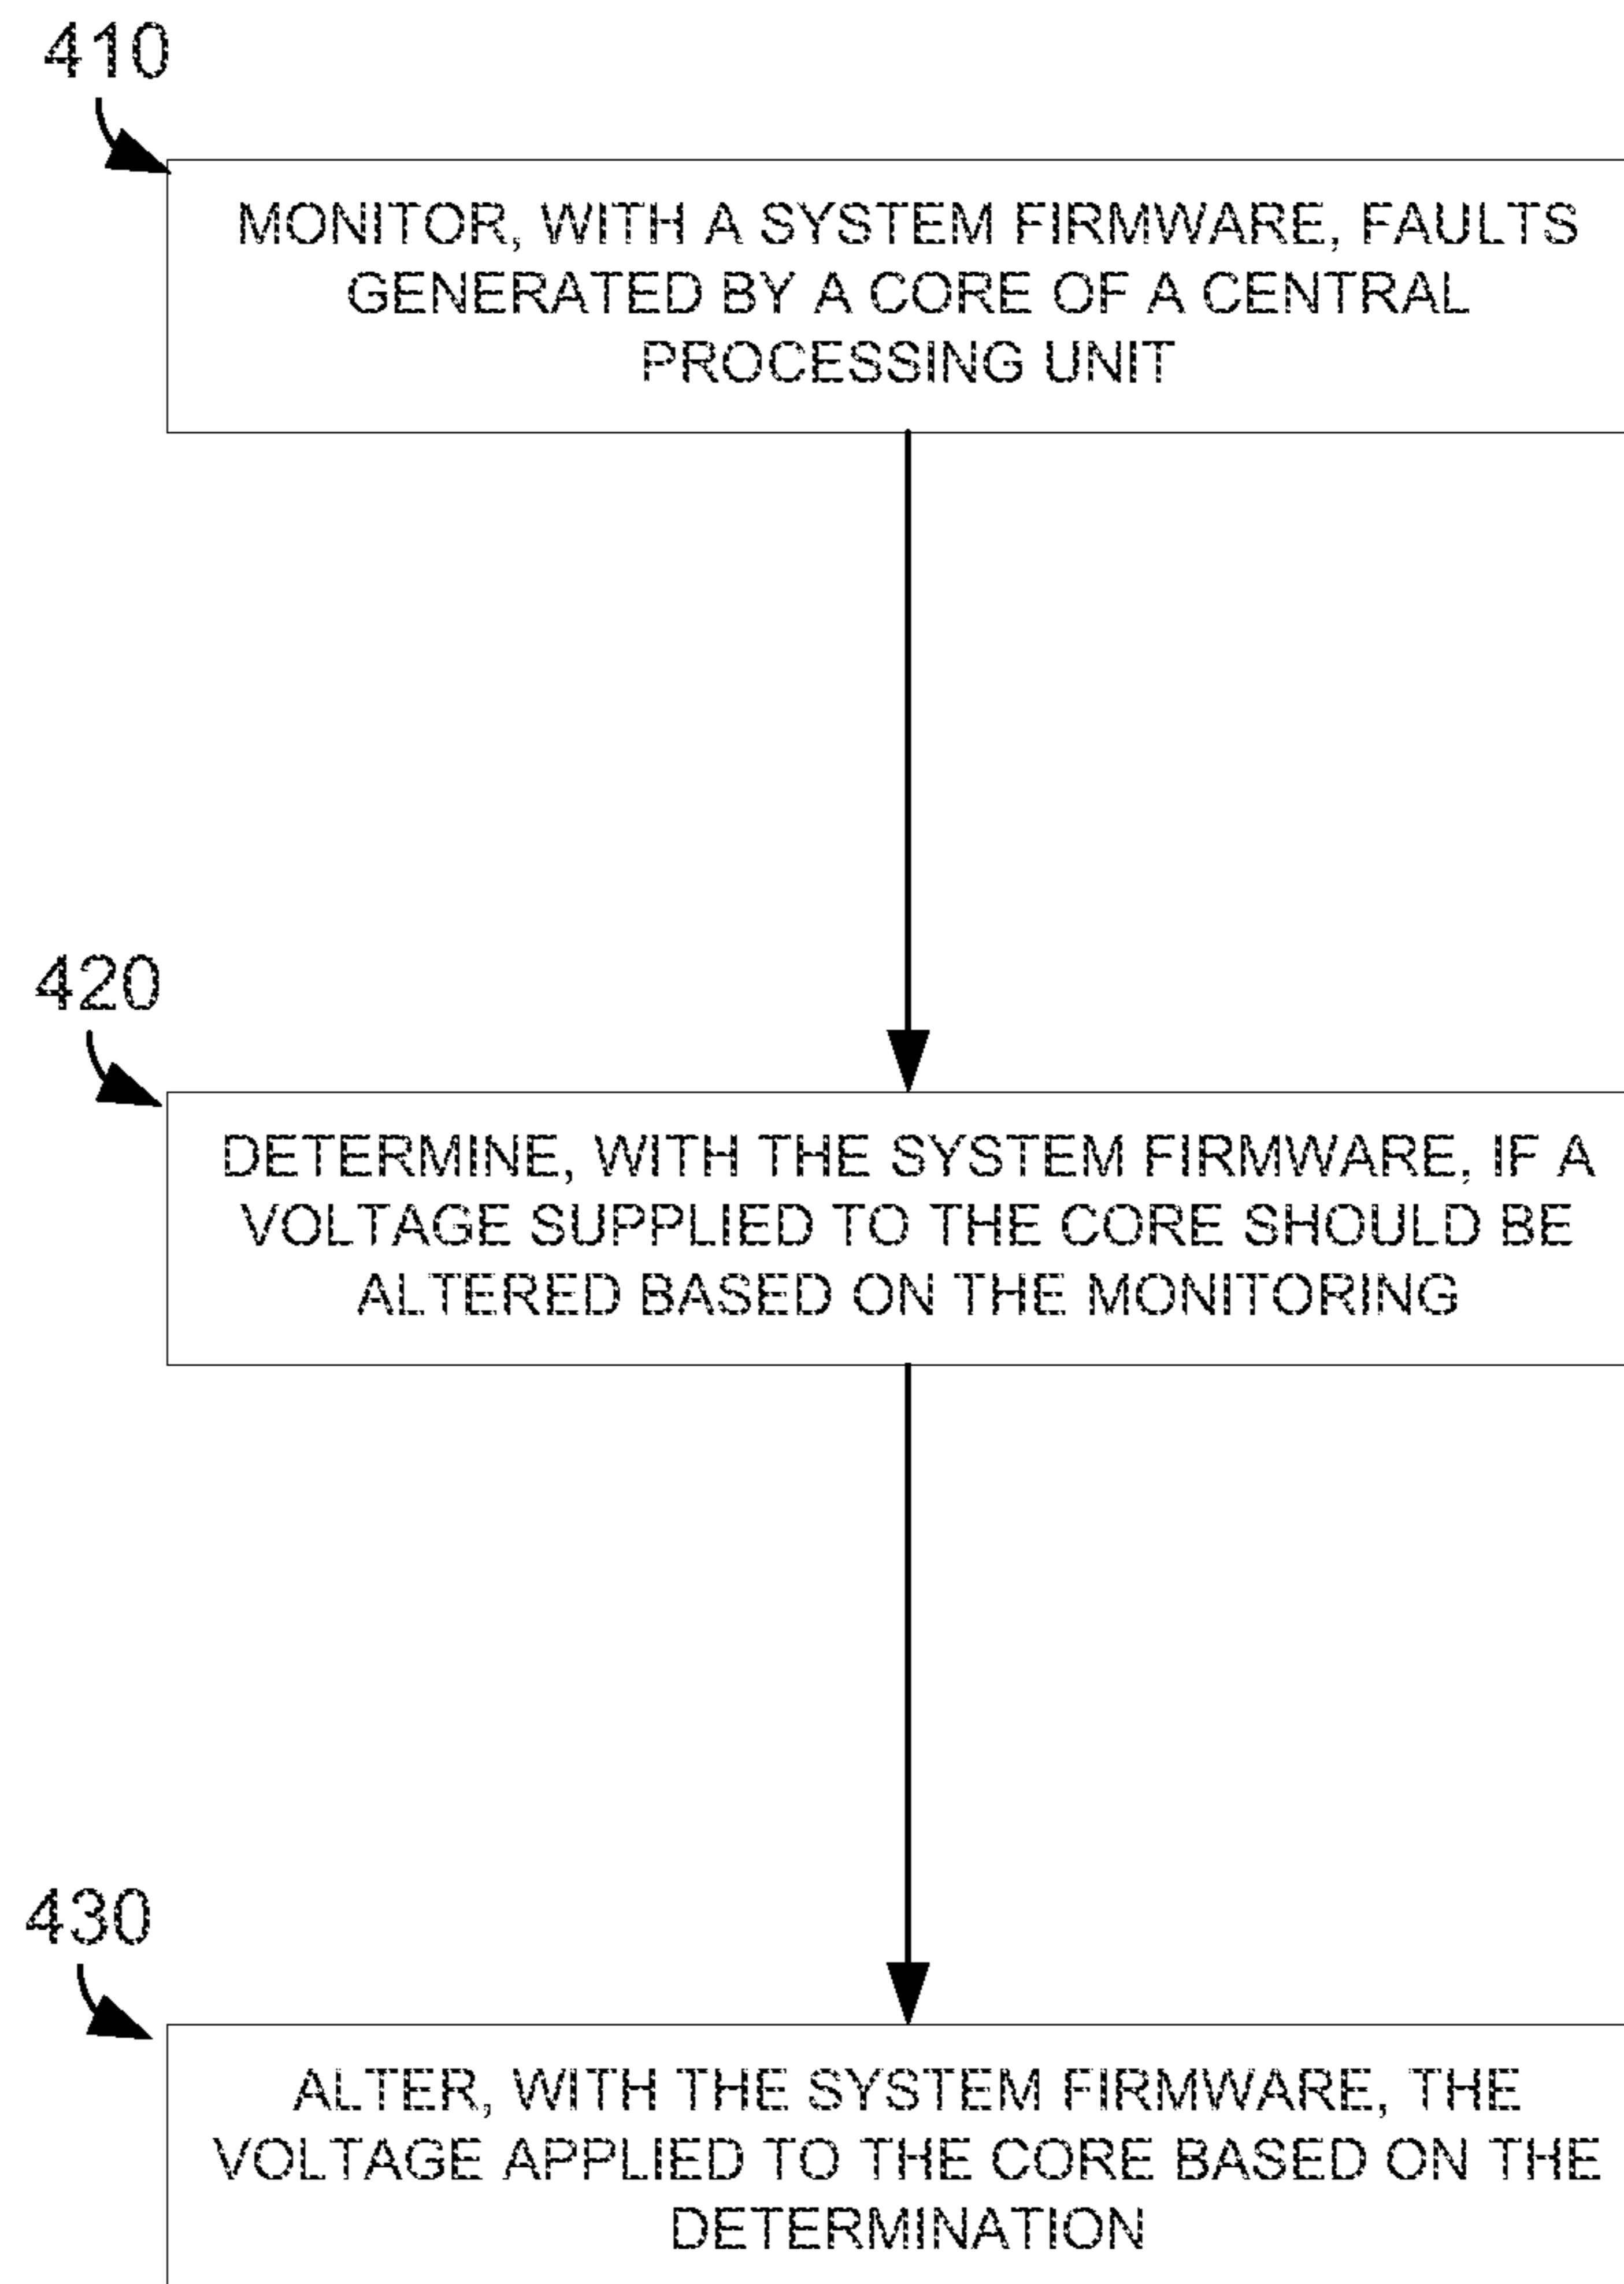 410
MONITOR, WITH A SYSTEM FIRMWARE, FAULTS
GENERATED BY A CORE OF A CENTRAL
PROCESSING UNIT
420
DETERMINE, WITH THE SYSTEM FIRMWARE, IF A
VOLTAGE SUPPLIED TO THE CORE SHOULD BE
ALTERED BASED ON THE MONITORING
430
ALTER, WITH THE SYSTEM FIRMWARE, THE
VOLTAGE APPLIED TO THE CORE BASED ON THE
DETERMINATION